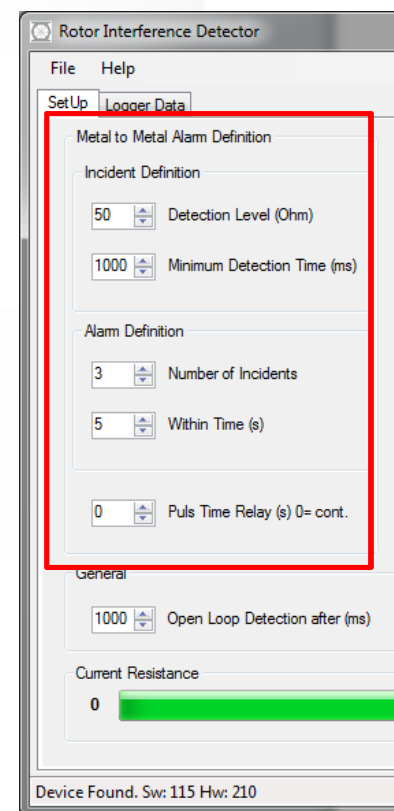 Rotor Interference Detector
File Help
SetUp Logger Data
Metal to Metal Alarm Definition
Incident Definition
50 Detection Level (Ohm)
1000 Minimum Detection Time (ms)
Alarm Definition
3 Number of Incidents
5 Within Time (s)
0 Puls Time Relay (s) 0= cont.
General
1000 Open Loop Detection after (ms)
Current Resistance
0
Device Found. Sw: 115 Hw: 210